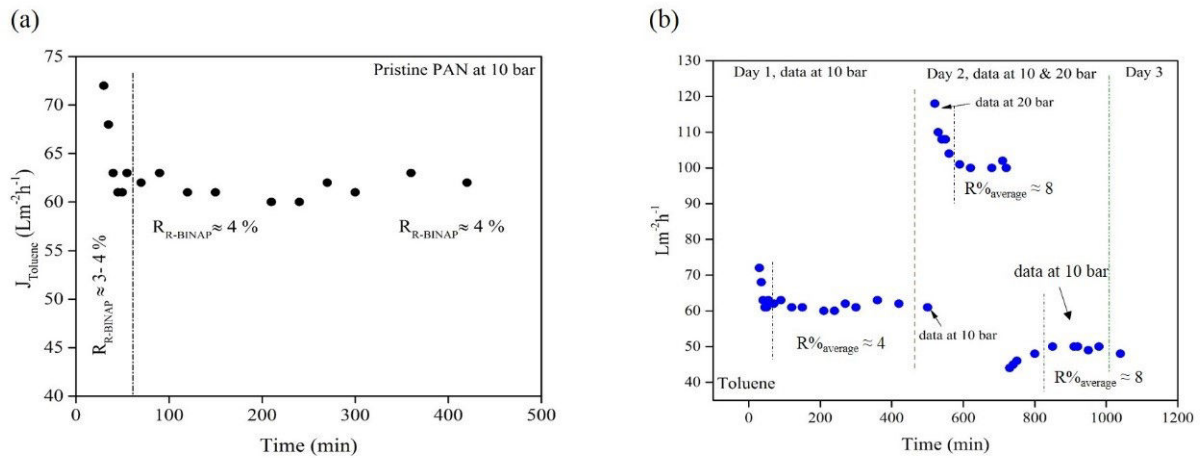 (a)
75
70
65
60
55
50
45
40
0
100
200
300
400
500
J_Toluene (Lm⁻²h⁻¹)
Time (min)
Pristine PAN at 10 bar
R_R-BINAP ≈ 3- 4 %
R_R-BINAP ≈ 4 %
R_R-BINAP ≈ 4 %
(b)
130
120
110
100
90
80
70
60
50
40
0
200
400
600
800
1000
1200
Lm⁻²h⁻¹
Time (min)
Day 1, data at 10 bar
Day 2, data at 10 & 20 bar
Day 3
data at 20 bar
R%_average ≈ 8
data at 10 bar
R%_average ≈ 4
data at 10 bar
R%_average ≈ 8
Toluene